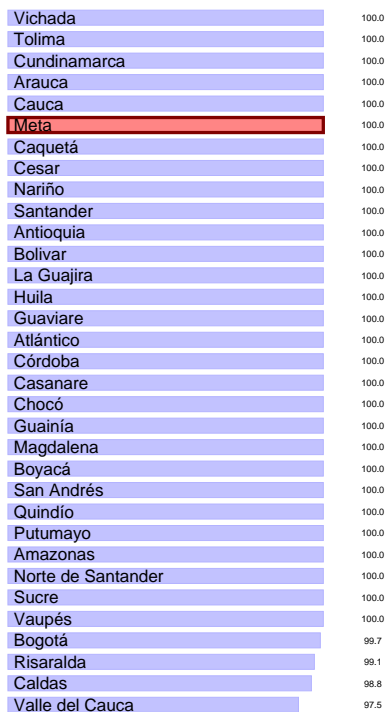 Vichada 100.0
Tolima 100.0
Cundinamarca 100.0
Arauca 100.0
Cauca 100.0
Meta 100.0
Caquetá 100.0
Cesar 100.0
Nariño 100.0
Santander 100.0
Antioquia 100.0
Bolivar 100.0
La Guajira 100.0
Huila 100.0
Guaviare 100.0
Atlántico 100.0
Córdoba 100.0
Casanare 100.0
Chocó 100.0
Guainía 100.0
Magdalena 100.0
Boyacá 100.0
San Andrés 100.0
Quindío 100.0
Putumayo 100.0
Amazonas 100.0
Norte de Santander 100.0
Sucre 100.0
Vaupés 100.0
Bogotá 99.7
Risaralda 99.1
Caldas 98.8
Valle del Cauca 97.5